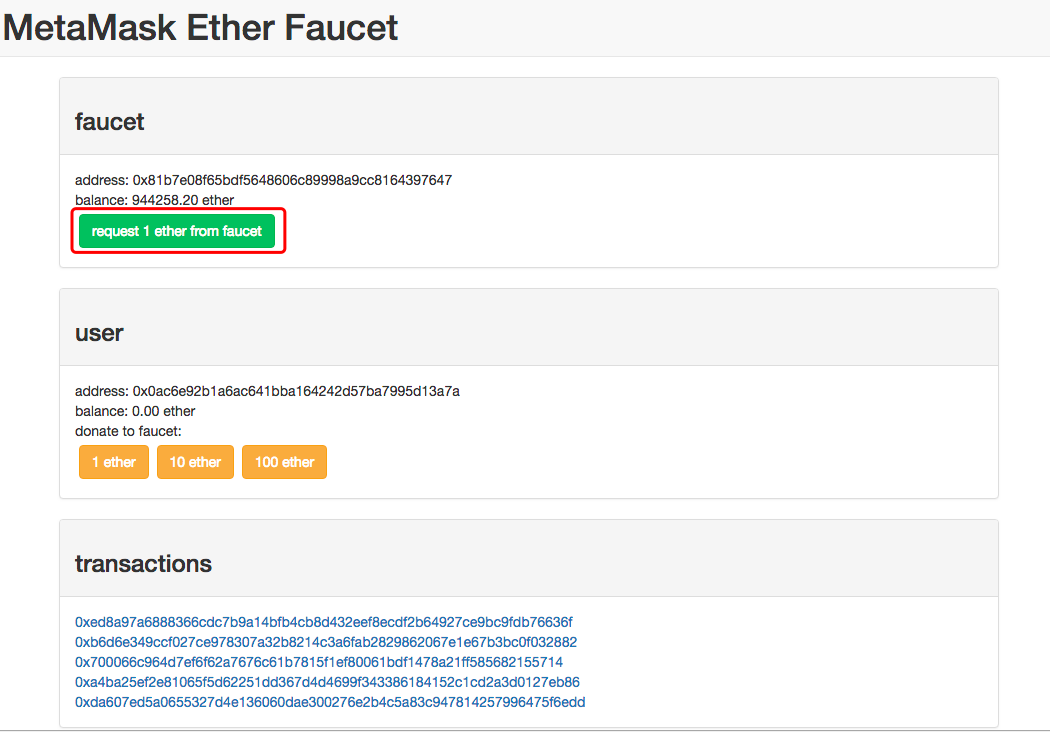 MetaMask Ether Faucet
faucet
address: 0x81b7e08f65bdf5648606c89998a9cc8164397647
balance: 944258.20 ether
request 1 ether from faucet
user
address: 0x0ac6e92b1a6ac641bba164242d57ba7995d13a7a
balance: 0.00 ether
donate to faucet:
1 ether 10 ether 100 ether
transactions
0xed8a97a6888366cdc7b9a14bfb4cb8d432eef8ecdf2b64927ce9bc9fdb76636f
0xb6d6e349ccf027ce978307a32b8214c3a6fab2829862067e1e67b3bc0f032882
0x700066c964d7ef6f62a7676c61b7815f1ef80061bdf1478a21ff585682155714
0xa4ba25ef2e81065f5d62251dd367d4d4699f343386184152c1cd2a3d0127eb86
0xda607ed5a0655327d4e136060dae300276e2b4c5a83c947814257996475f6edd